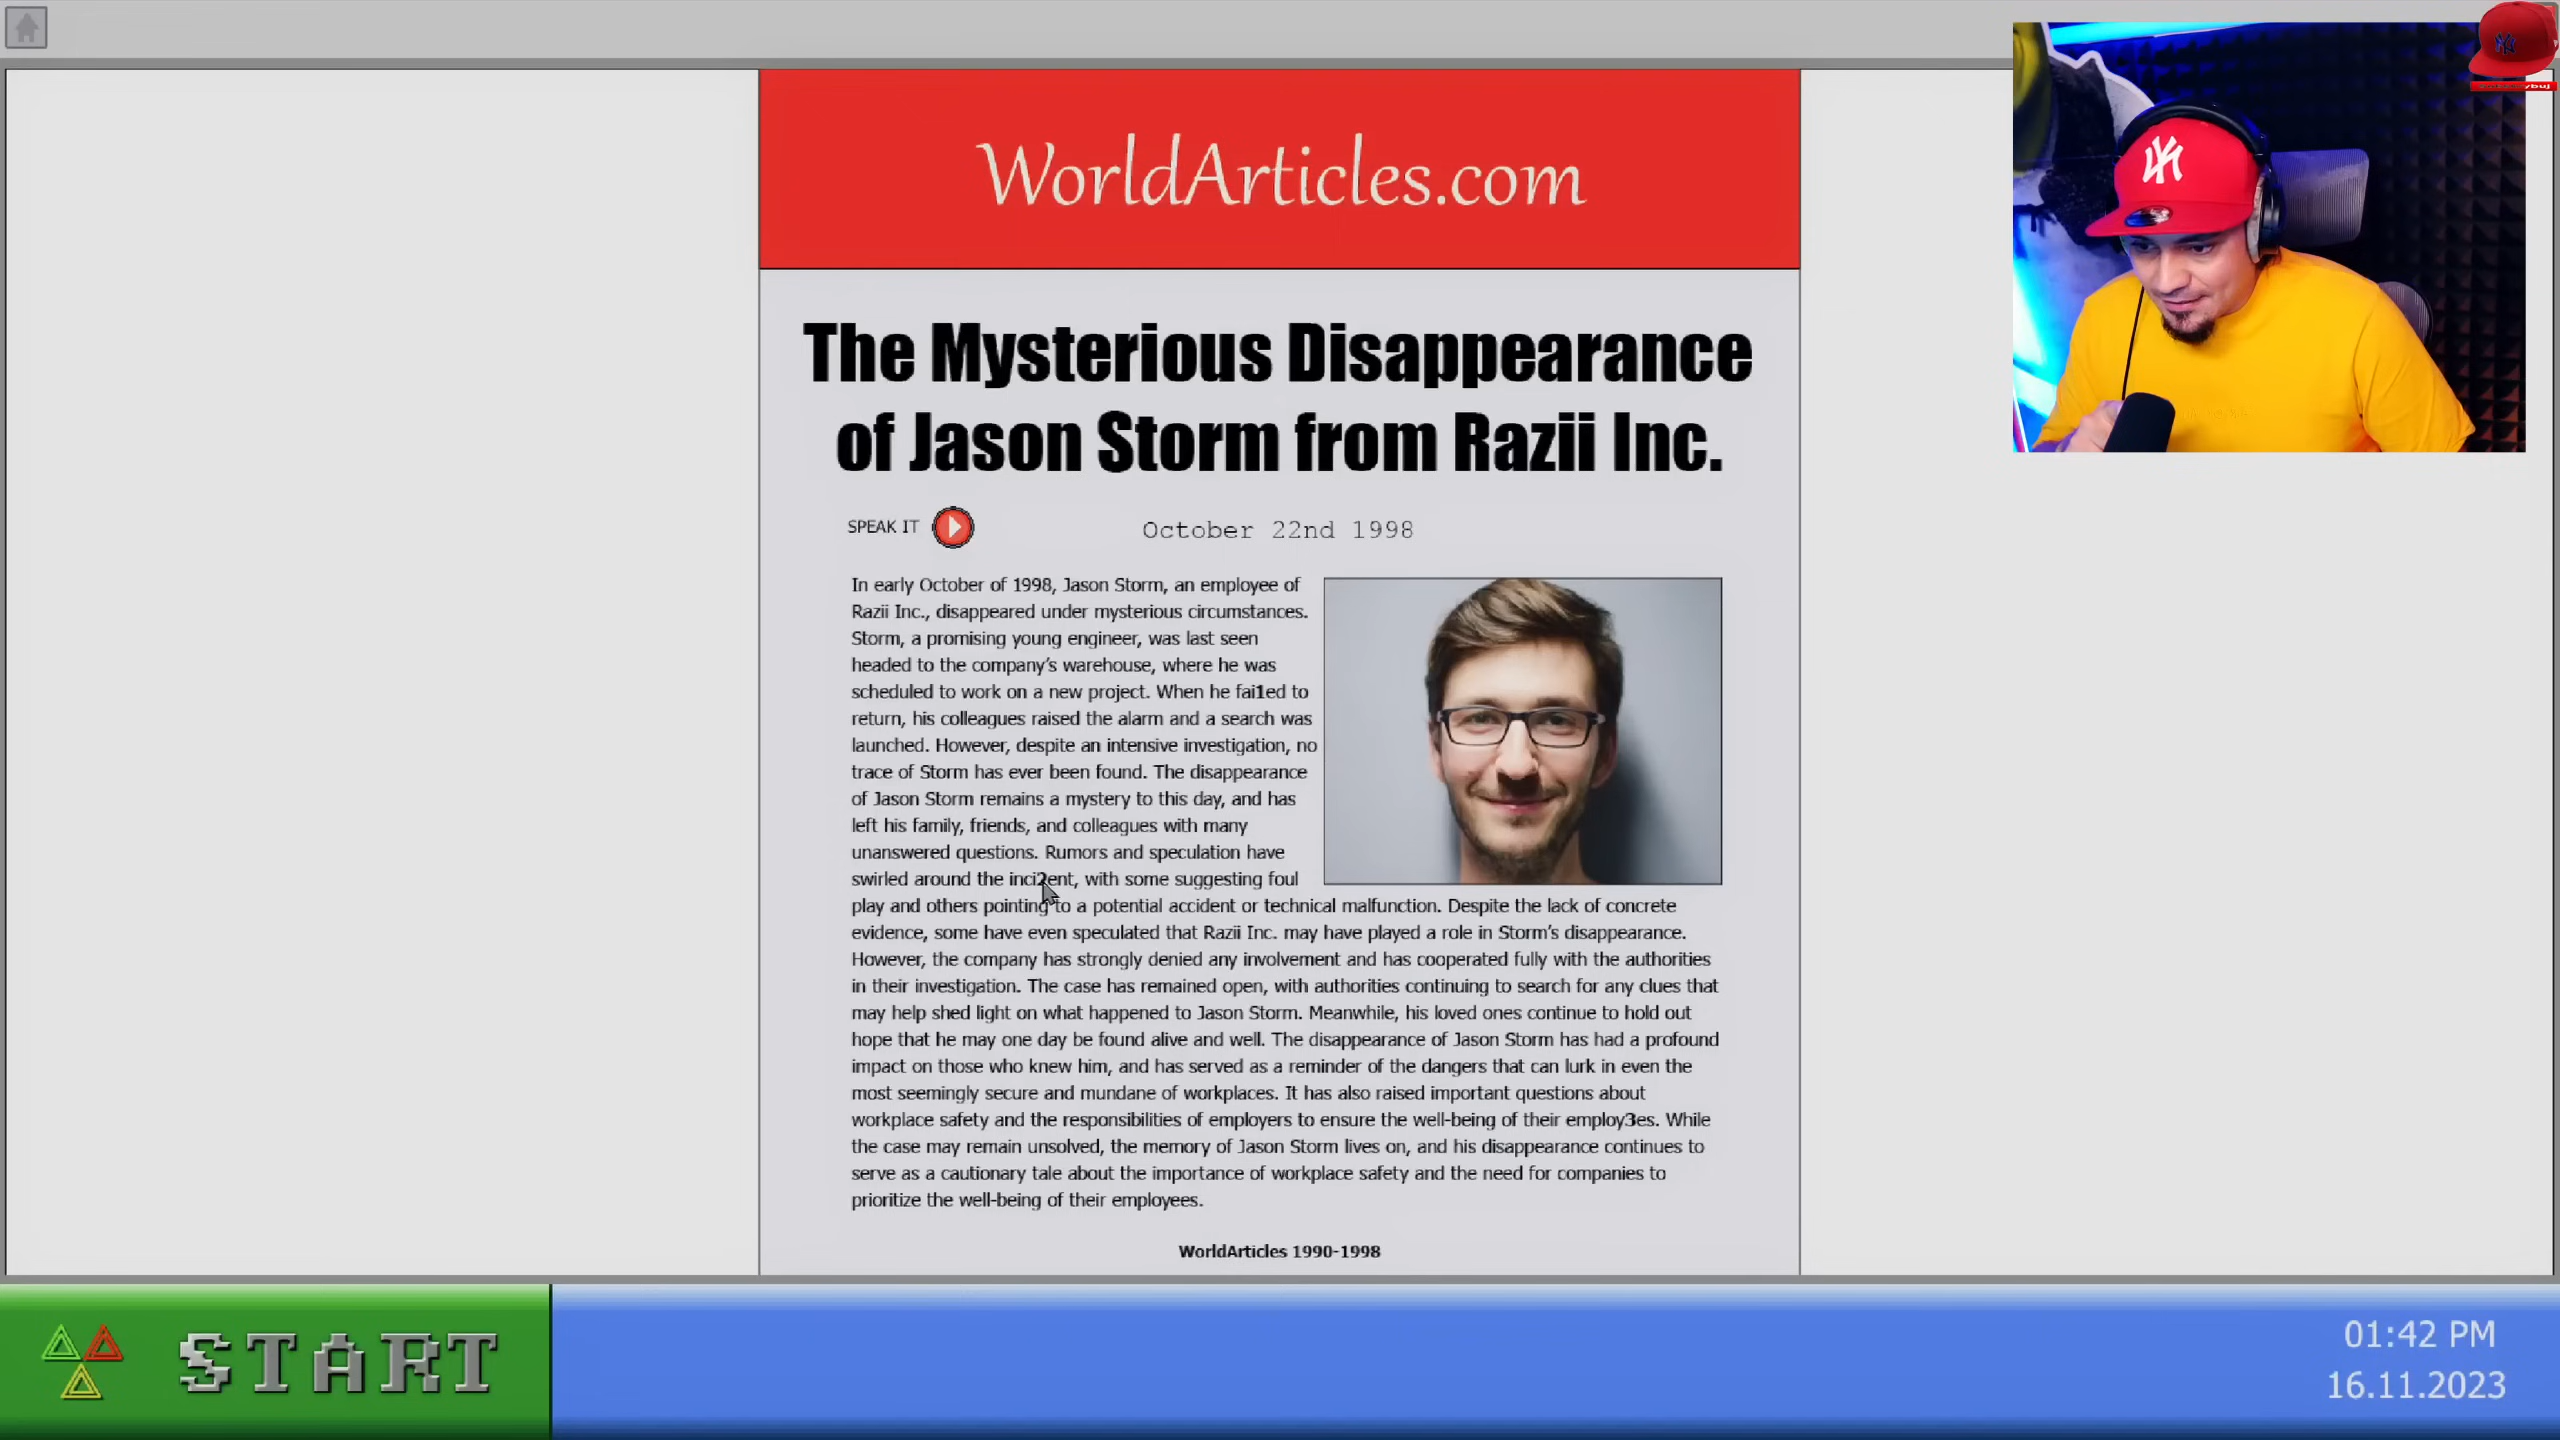 WorldArticles.com
The Mysterious Disappearance
of Jason Storm from Razii Inc.
SPEAK IT
October 22nd 1998
In early October of 1998, Jason Storm, an employee of
Razii Inc., disappeared under mysterious circumstances.
Storm, a promising young engineer, was last seen
headed to the company's warehouse, where he was
scheduled to work on a new project. When he fai1ed to
return, his colleagues raised the alarm and a search was
launched. However, despite an intensive investigation, no
trace of Storm has ever been found. The disappearance
of Jason Storm remains a mystery to this day, and has
left his family, friends, and colleagues with many
unanswered questions. Rumors and speculation have
swirled around the inci2ent, with some suggesting foul
play and others pointing to a potential accident or technical malfunction. Despite the lack of concrete
evidence, some have even speculated that Razii Inc. may have played a role in Storm's disappearance.
However, the company has strongly denied any involvement and has cooperated fully with the authorities
in their investigation. The case has remained open, with authorities continuing to search for any clues that
may help shed light on what happened to Jason Storm. Meanwhile, his loved ones continue to hold out
hope that he may one day be found alive and well. The disappearance of Jason Storm has had a profound
impact on those who knew him, and has served as a reminder of the dangers that can lurk in even the
most seemingly secure and mundane of workplaces. It has also raised important questions about
workplace safety and the responsibilities of employers to ensure the well-being of their employ3es. While
the case may remain unsolved, the memory of Jason Storm lives on, and his disappearance continues to
serve as a cautionary tale about the importance of workplace safety and the need for companies to
prioritize the well-being of their employees.
WorldArticles 1990-1998
START
01:42 PM
16.11.2023